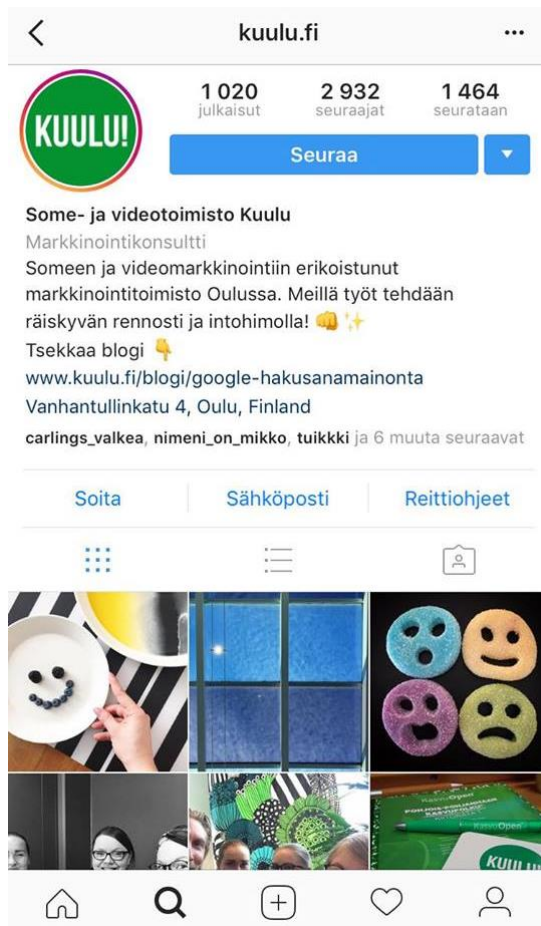 kuulu.fi
1 020 2 932 1 464
julkaisut seuraajat seurataan
KUULU!
Seuraa
Some- ja videotoimisto Kuulu
Markkinointikonsultti
Someen ja videomarkkinointiin erikoistunut
markkinointitoimisto Oulussa. Meillä työt tehdään
räiskyvän rennosti ja intohimolla! 👊✨
Tsekkaa blogi 👇
www.kuulu.fi/blogi/google-hakusanamainonta
Vanhantullinkatu 4, Oulu, Finland
carlings_valkea, nimeni_on_mikko, tuikkki ja 6 muuta seuraavat
Soita Sähköposti Reittiohjeet
KUULU!